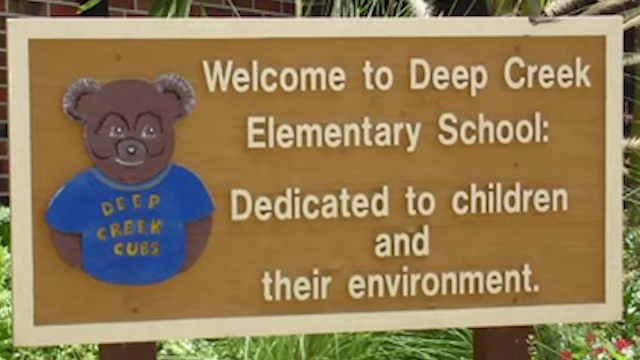 Welcome to Deep Creek
Elementary School:
Dedicated to children
and
their environment.
DEEP
CREEK
CUBS